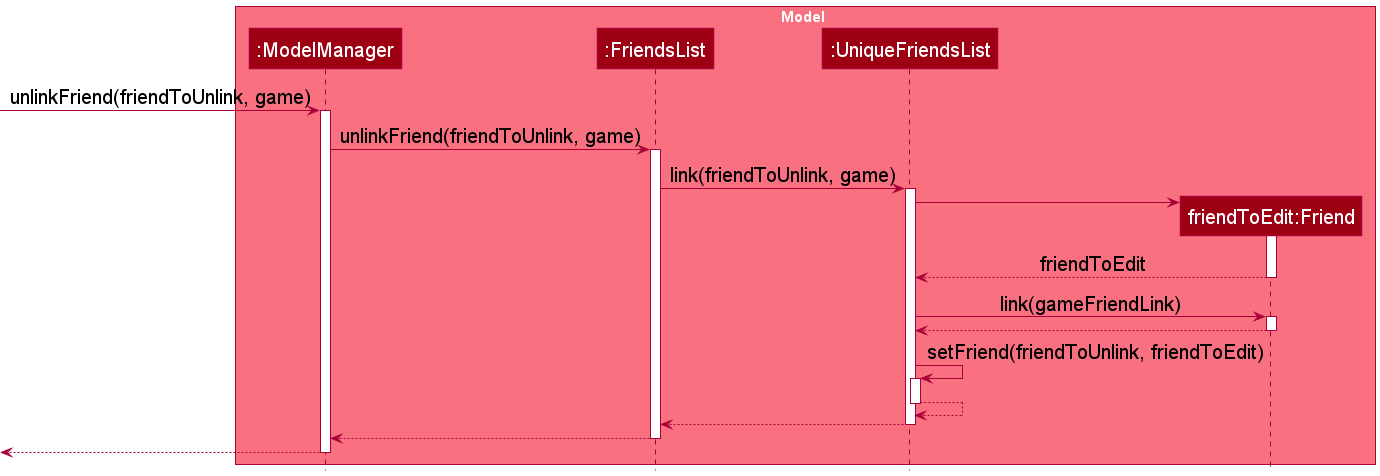 Model
:ModelManager
:FriendsList
:UniqueFriendsList
unlinkFriend(friendToUnlink, game)
unlinkFriend(friendToUnlink, game)
link(friendToUnlink, game)
friendToEdit:Friend
friendToEdit
link(gameFriendLink)
setFriend(friendToUnlink, friendToEdit)